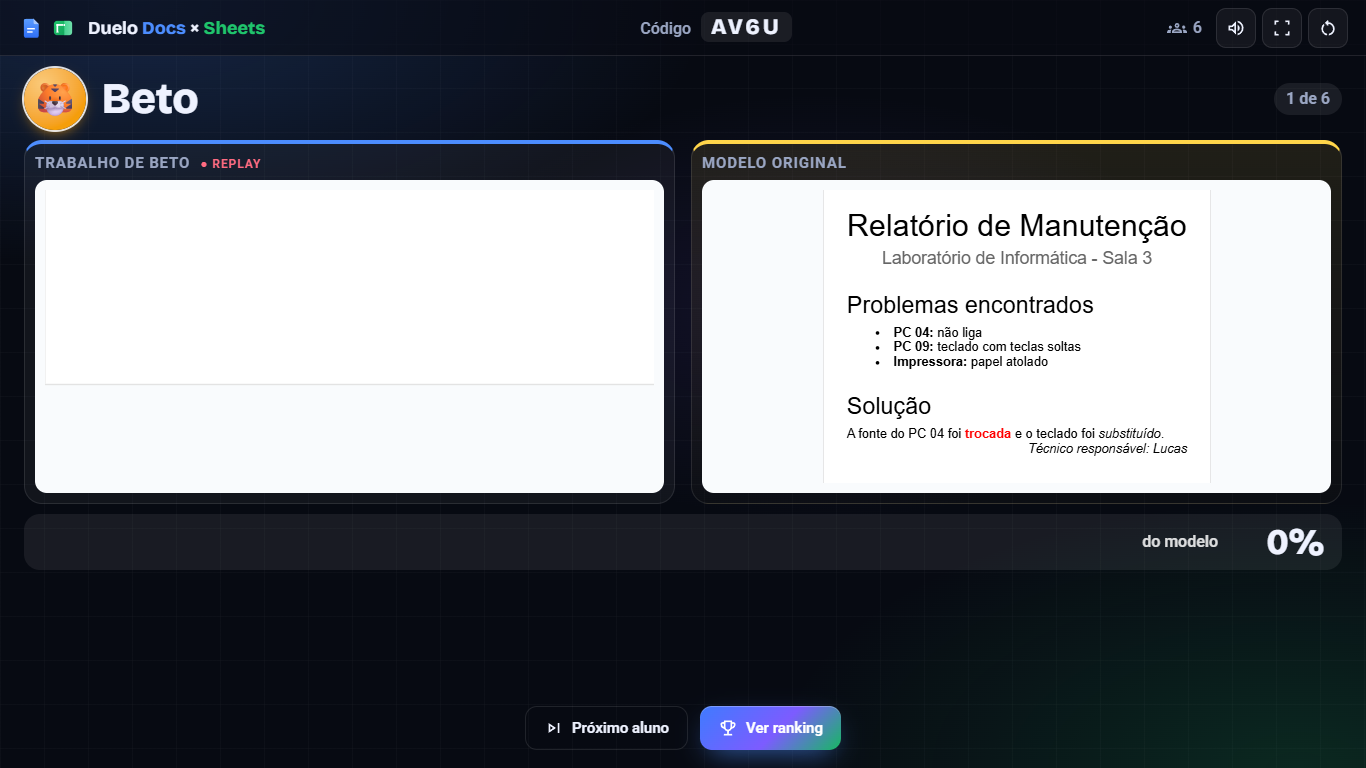 Duelo Docs × Sheets
Código AV6U
6
Beto
1 de 6
TRABALHO DE BETO ● REPLAY
MODELO ORIGINAL
Relatório de Manutenção
Laboratório de Informática - Sala 3
Problemas encontrados
• PC 04: não liga
• PC 09: teclado com teclas soltas
• Impressora: papel atolado
Solução
A fonte do PC 04 foi trocada e o teclado foi substituído.
Técnico responsável: Lucas
do modelo 0%
Próximo aluno
Ver ranking